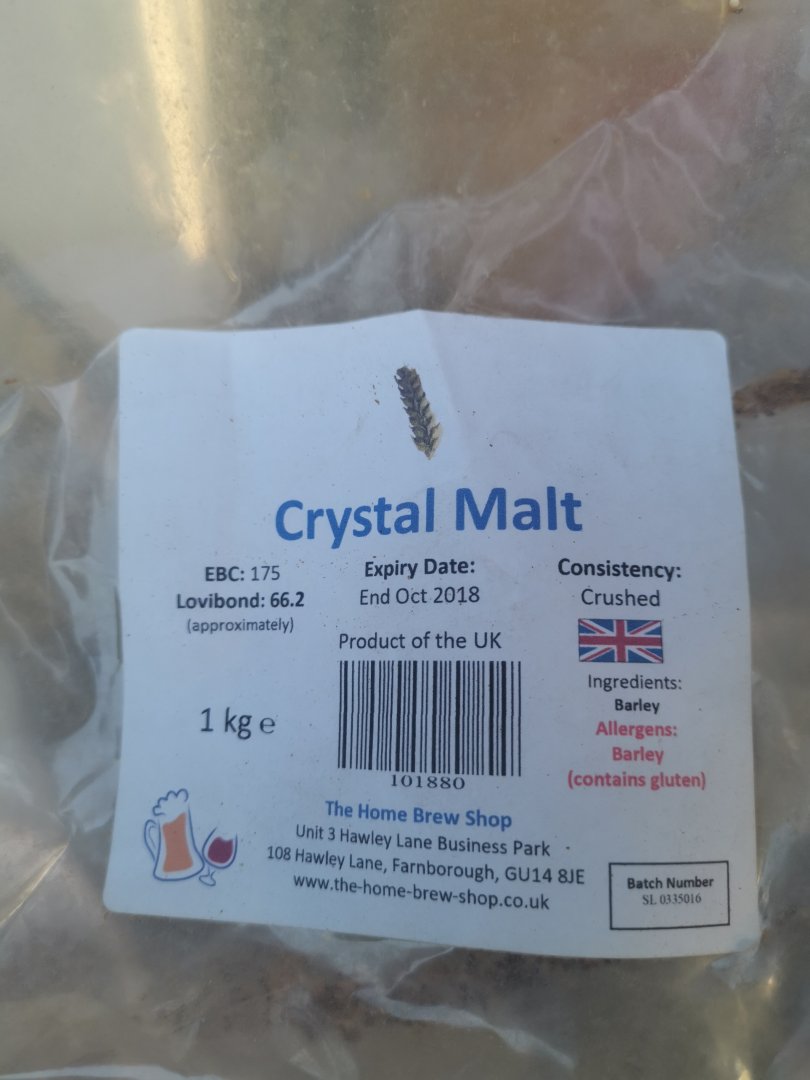 Crystal Malt
EBC: 175
Lovibond: 66.2
(approximately)
1 kg ℮
Expiry Date:
End Oct 2018
Product of the UK
101880
Consistency:
Crushed
Ingredients:
Barley
Allergens:
Barley
(contains gluten)
The Home Brew Shop
Unit 3 Hawley Lane Business Park
108 Hawley Lane, Farnborough, GU14 8JE
www.the-home-brew-shop.co.uk
Batch Number
SL 0335016